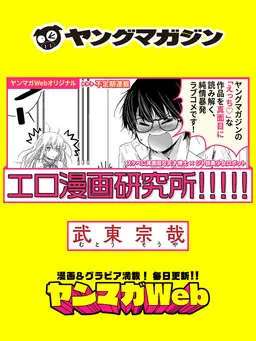 ヤングマガジン
ヤンマガWebオリジナル
>>> 不定期連載
ヤングマガジンの
「えっち♡」な
作品を真面目に
読み解く、
純情暴発
ラブコメです!
エロ漫画研究所!!!!!
武東宗哉
むとうそうや
漫画&グラビア満載! 毎日更新!!
ヤンマガWeb